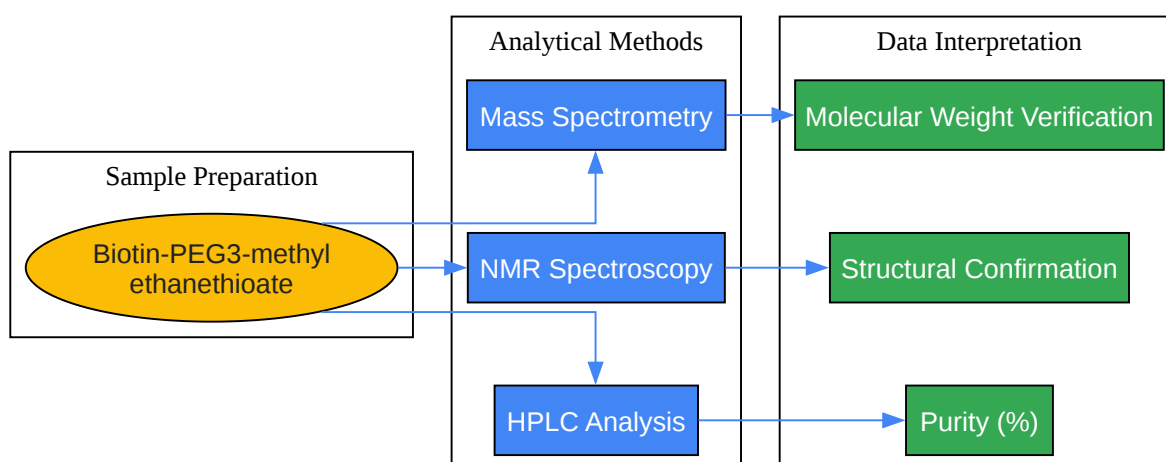 Sample Preparation
Biotin-PEG3-methyl
ethanethioate
Analytical Methods
Mass Spectrometry
NMR Spectroscopy
HPLC Analysis
Data Interpretation
Molecular Weight Verification
Structural Confirmation
Purity (%)